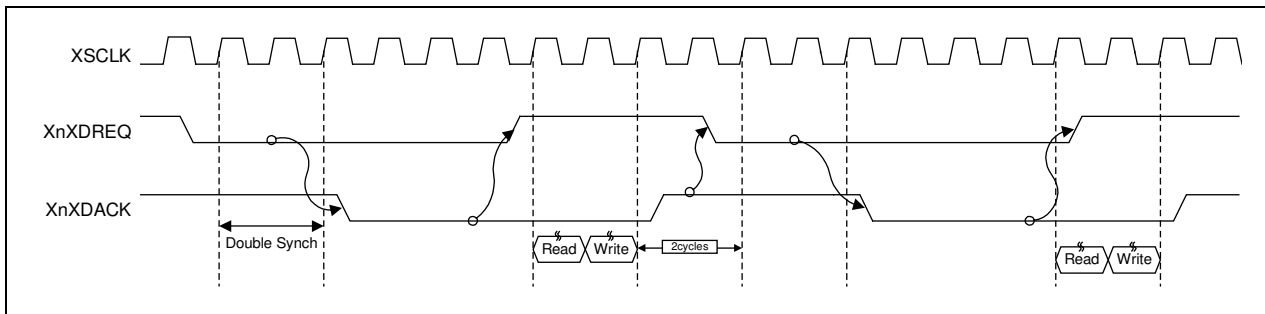 XSCLK
XnXDREQ
XnXDACK
Double Synch
Read Write
2cycles
Read Write